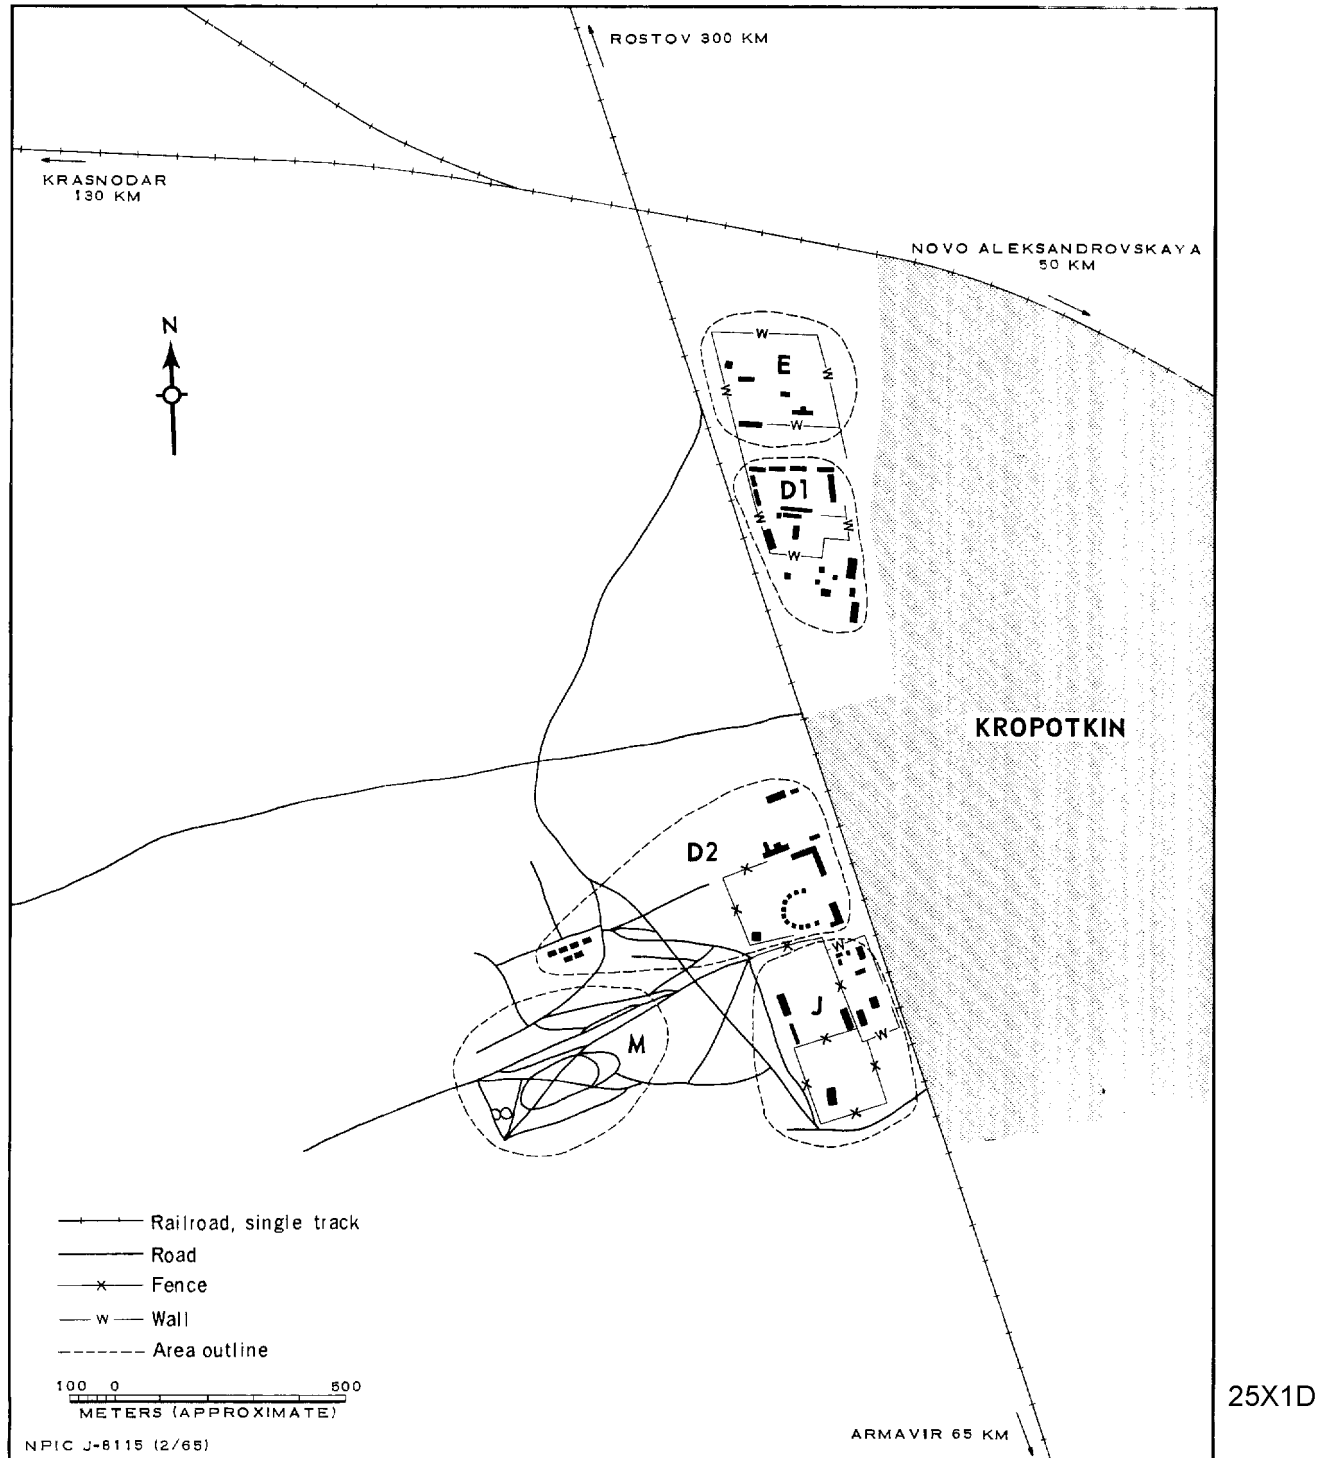 ROSTOV 300 KM
KRASNODAR
130 KM
NOVO ALEKSANDROVSKAYA
50 KM
N
W
E
W
W
W
D1
W
W
W
KROPOTKIN
D2
W
J
W
M
Railroad, single track
Road
Fence
W
Wall
Area outline
100 0 500
METERS (APPROXIMATE)
25X1D
ARMAVIR 65 KM
NPIC J-8115 (2/65)